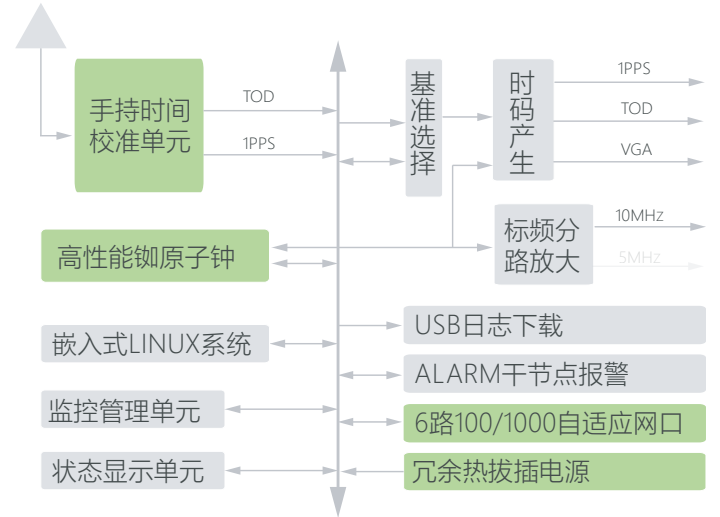 手持时间
校准单元
TOD
1PPS
基准选择
时码产生
1PPS
TOD
VGA
标频分
路放大
10MHz
5MHz
高性能铷原子钟
嵌入式LINUX系统
监控管理单元
状态显示单元
USB日志下载
ALARM干节点报警
6路100/1000自适应网口
冗余热拔插电源